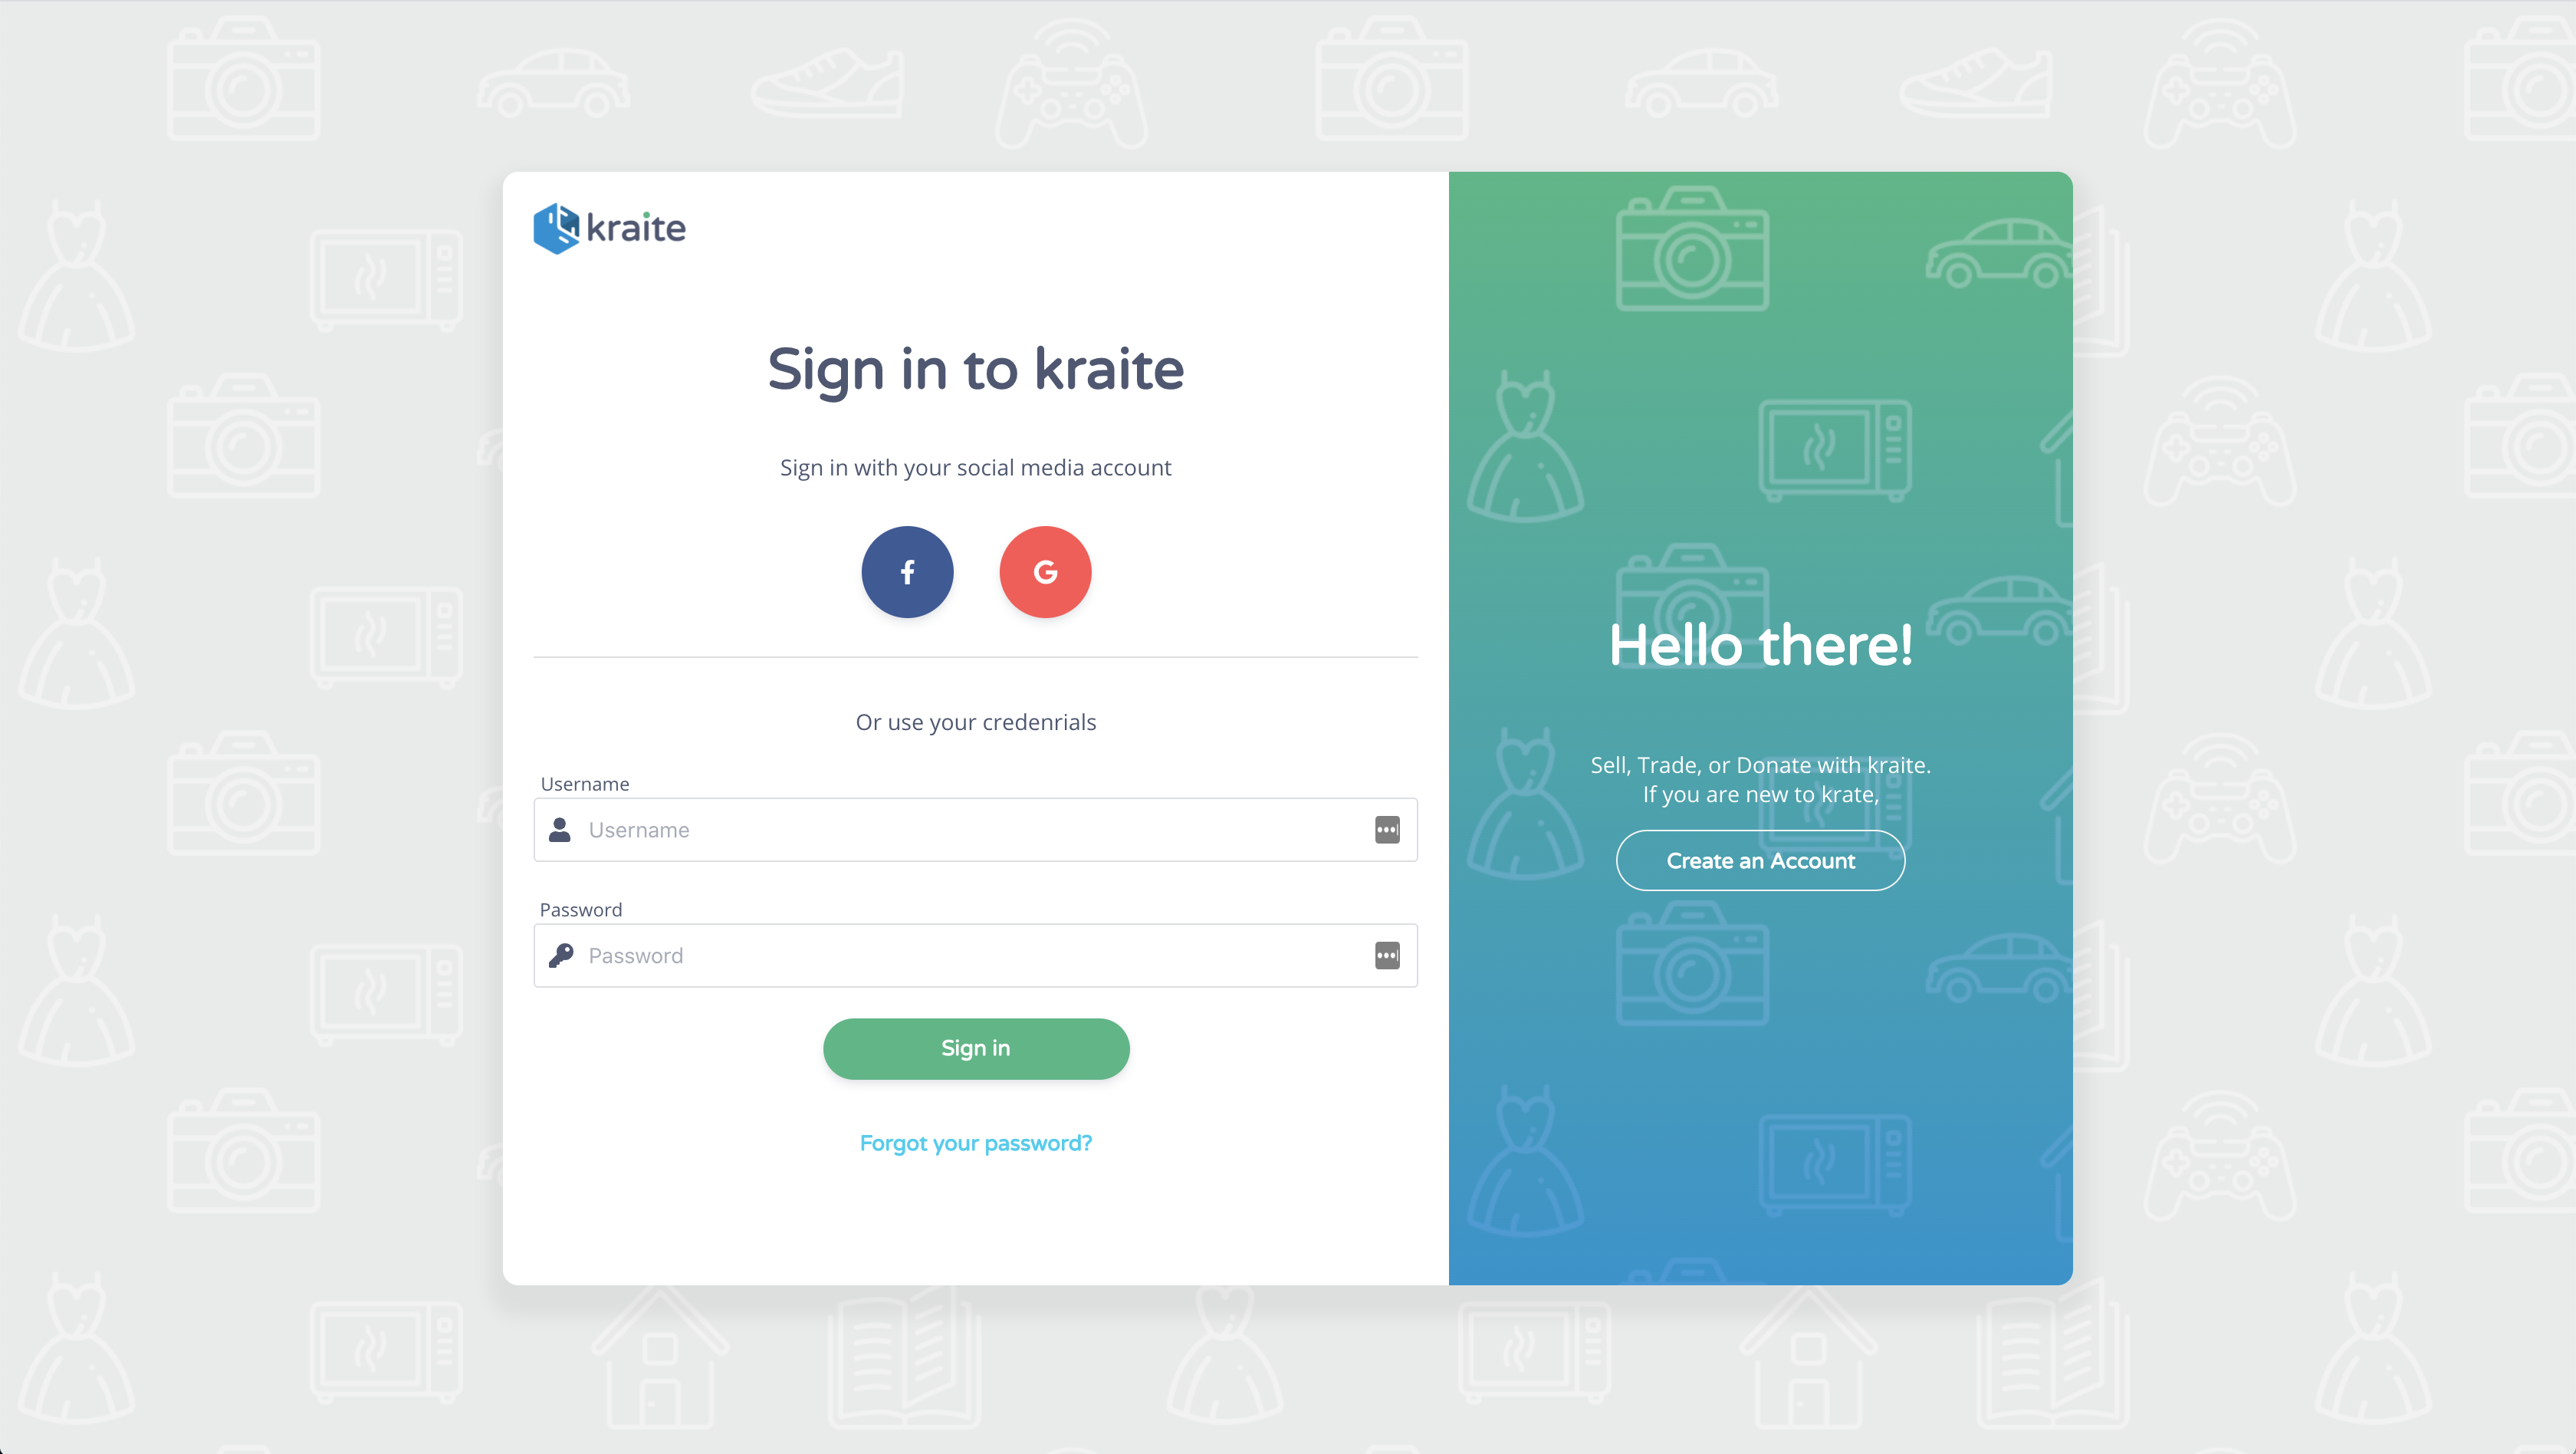 kraite
Sign in to kraite
Sign in with your social media account
f
G
Or use your credenrials
Username
Username
Password
Password
Sign in
Forgot your password?
Hello there!
Sell, Trade, or Donate with kraite.
If you are new to krate,
Create an Account